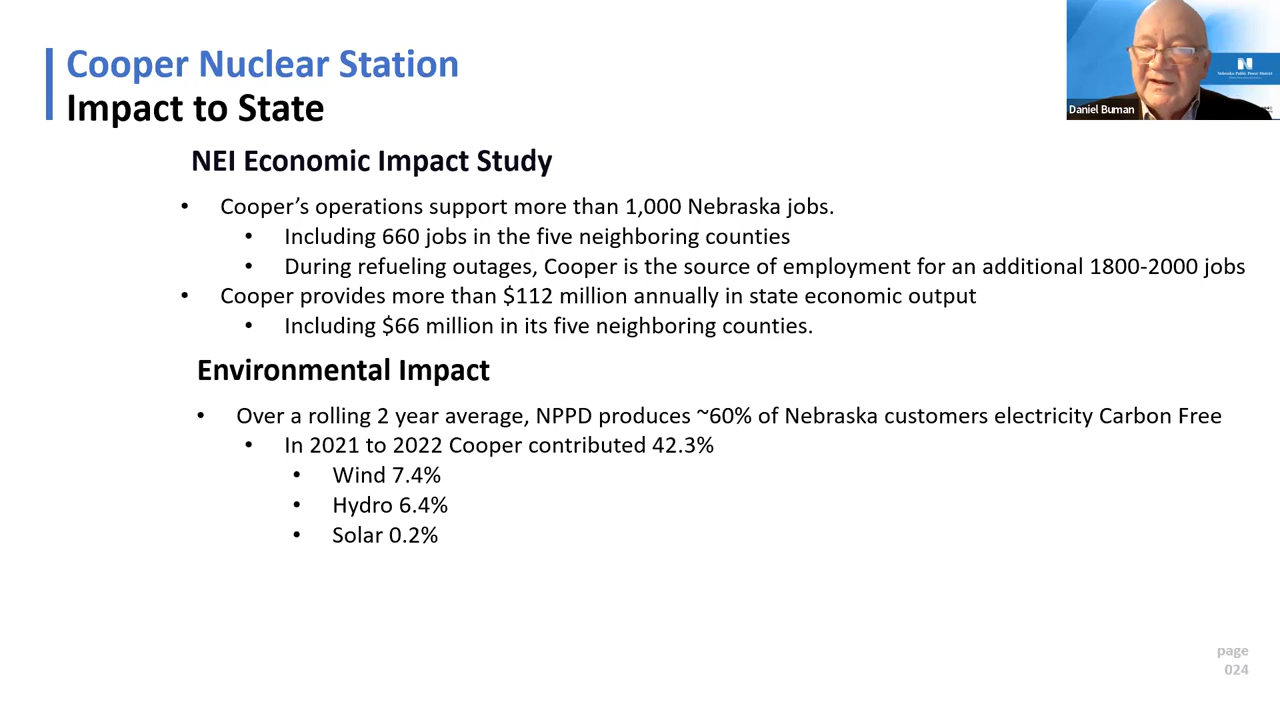 Cooper Nuclear Station
Impact to State
Daniel Buman
N
Nebraska Public Power District
NEI Economic Impact Study
• Cooper’s operations support more than 1,000 Nebraska jobs.
• Including 660 jobs in the five neighboring counties
• During refueling outages, Cooper is the source of employment for an additional 1800-2000 jobs
• Cooper provides more than $112 million annually in state economic output
• Including $66 million in its five neighboring counties.
Environmental Impact
• Over a rolling 2 year average, NPPD produces ~60% of Nebraska customers electricity Carbon Free
• In 2021 to 2022 Cooper contributed 42.3%
• Wind 7.4%
• Hydro 6.4%
• Solar 0.2%
page
024